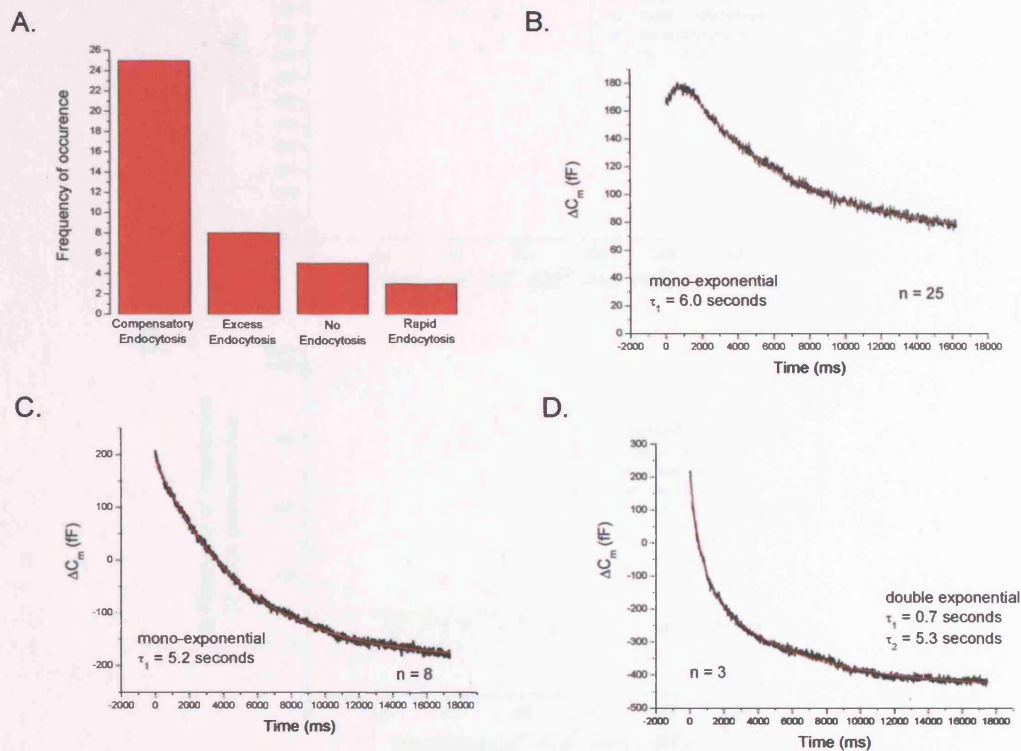 A.
Frequency of occurence
26
24
22
20
18
16
14
12
10
8
6
4
2
0
Compensatory Endocytosis
Excess Endocytosis
No Endocytosis
Rapid Endocytosis
B.
ΔCm (fF)
180
160
140
120
100
80
60
40
20
0
mono-exponential
τ1 = 6.0 seconds
n = 25
-2000 0 2000 4000 6000 8000 10000 12000 14000 16000 18000
Time (ms)
C.
ΔCm (fF)
200
100
0
-100
-200
mono-exponential
τ1 = 5.2 seconds
n = 8
-2000 0 2000 4000 6000 8000 10000 12000 14000 16000 18000
Time (ms)
D.
ΔCm (fF)
300
200
100
0
-100
-200
-300
-400
-500
double exponential
τ1 = 0.7 seconds
τ2 = 5.3 seconds
n = 3
-2000 0 2000 4000 6000 8000 10000 12000 14000 16000 18000
Time (ms)